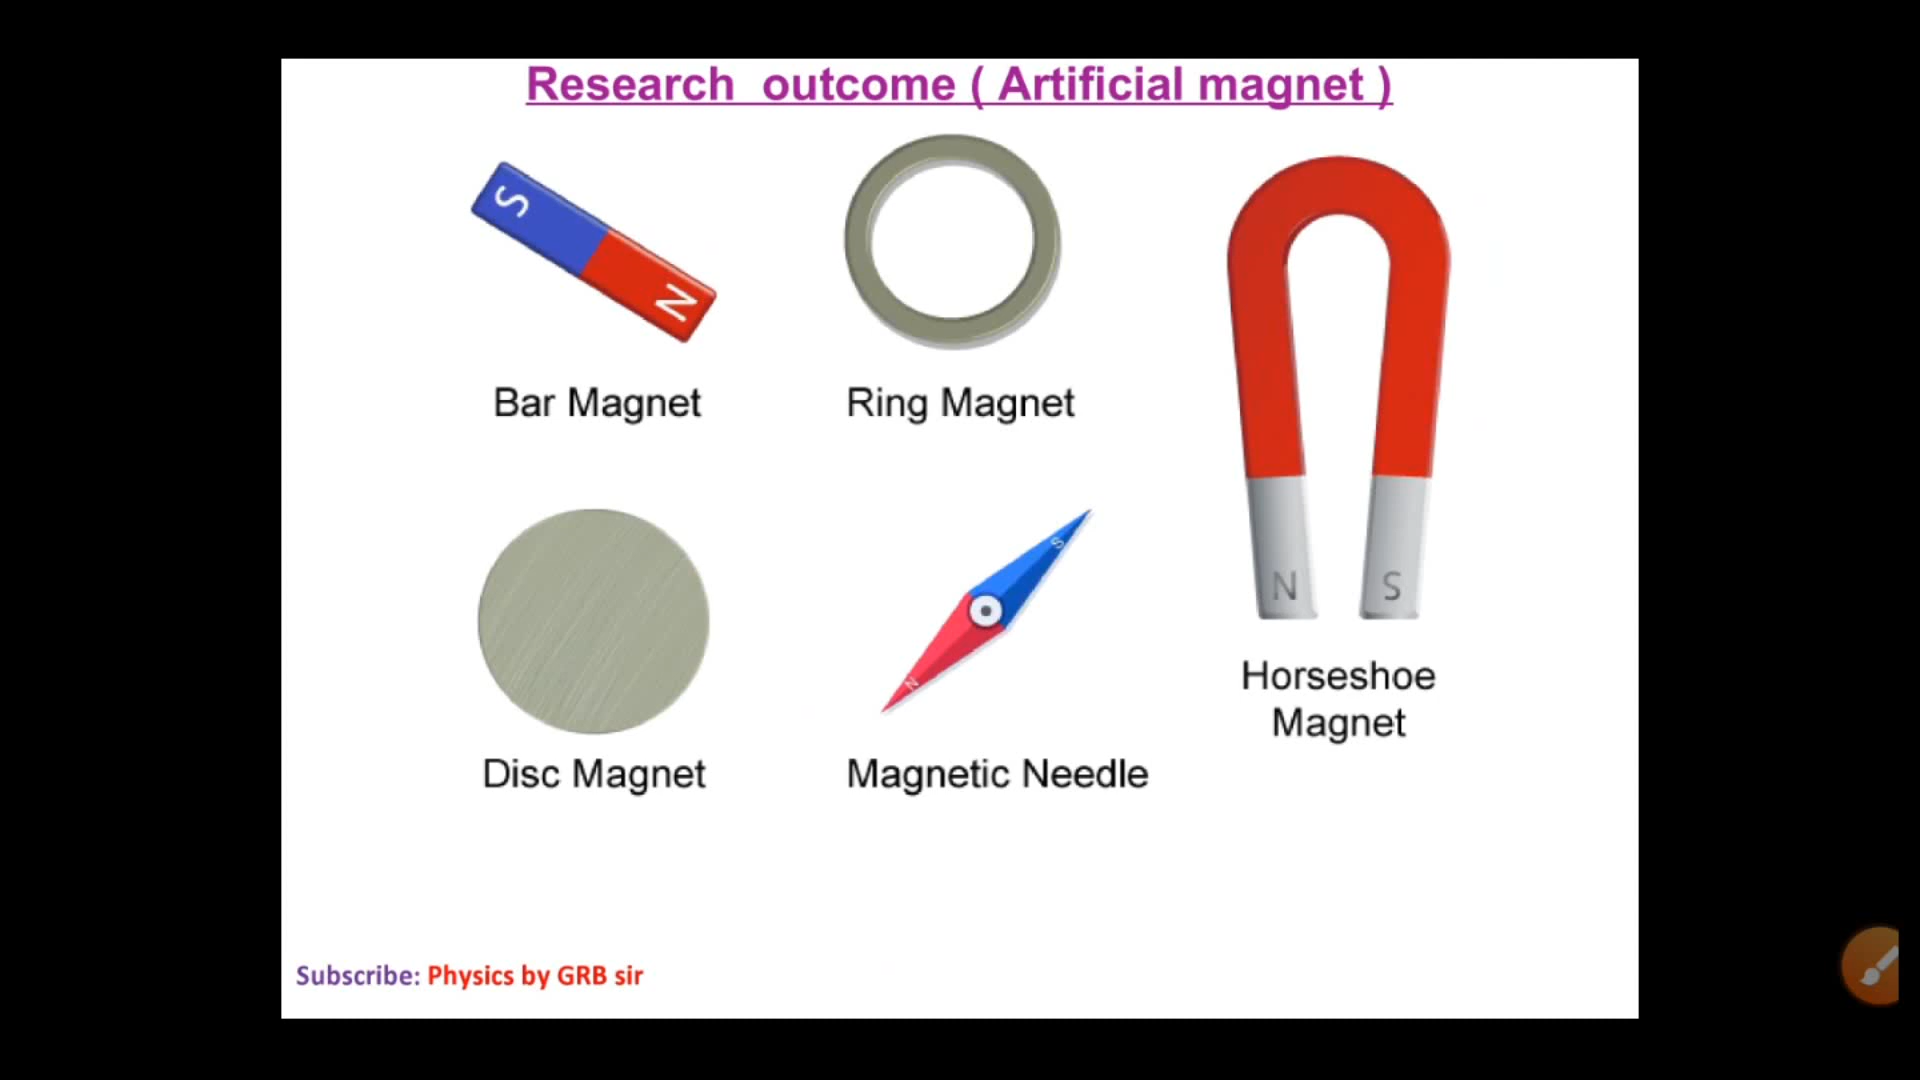 Research outcome ( Artificial magnet )
S
N
Bar Magnet
Ring Magnet
N S
Horseshoe
Magnet
Disc Magnet
S
N
Magnetic Needle
Subscribe: Physics by GRB sir